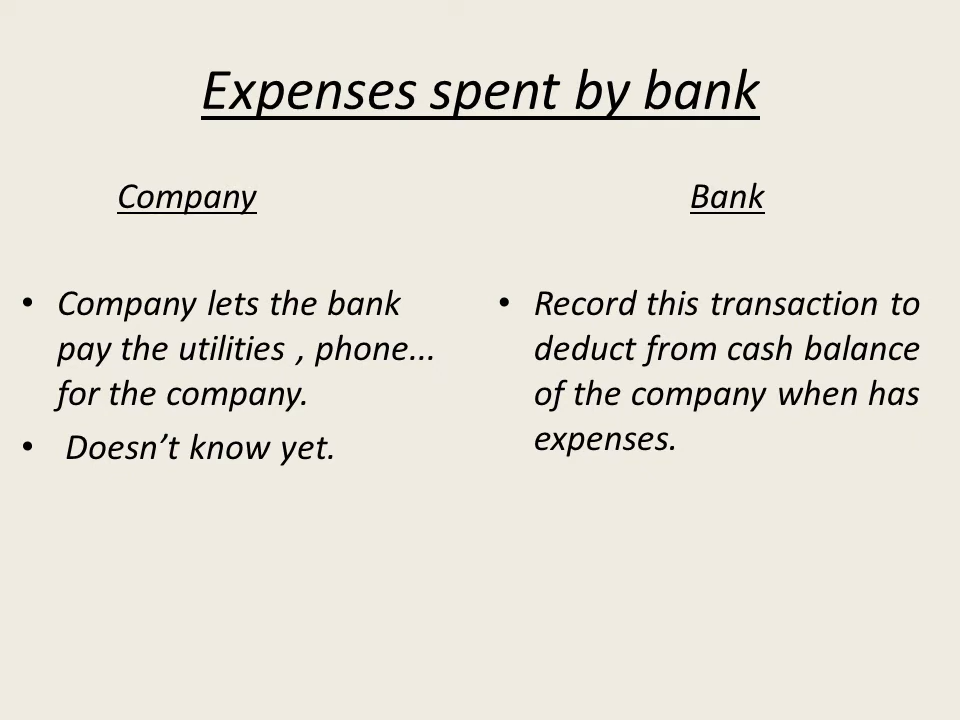 Expenses spent by bank
Company
• Company lets the bank
pay the utilities , phone...
for the company.
• Doesn’t know yet.
Bank
• Record this transaction to
deduct from cash balance
of the company when has
expenses.